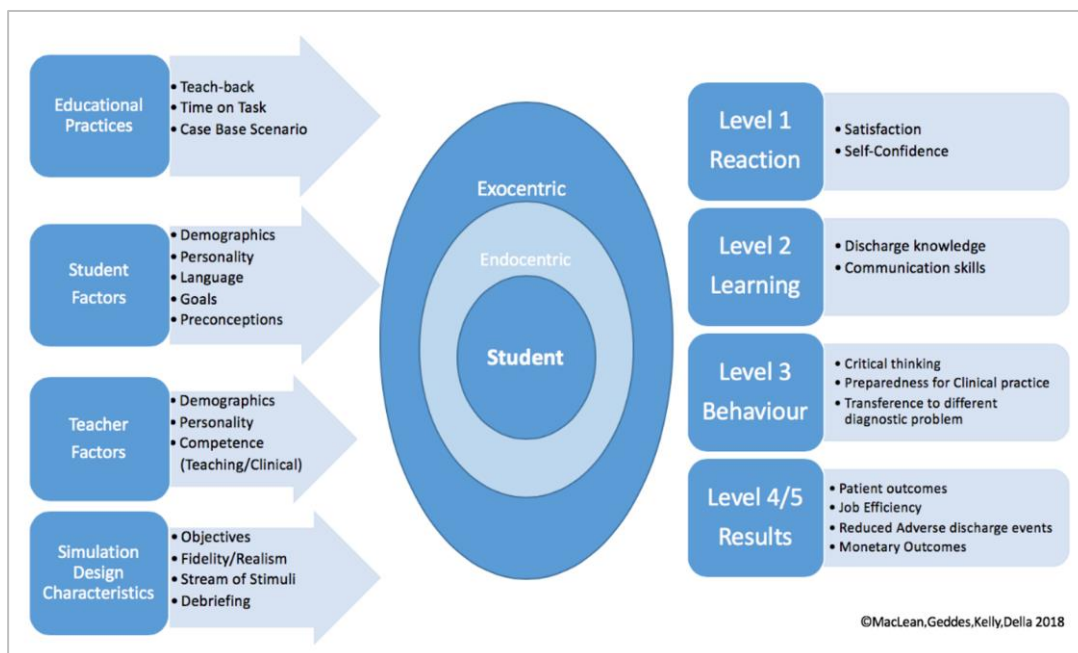 Educational
Practices
• Teach-back
• Time on Task
• Case Base Scenario
Student
Factors
• Demographics
• Personality
• Language
• Goals
• Preconceptions
Teacher
Factors
• Demographics
• Personality
• Competence
(Teaching/Clinical)
Simulation
Design
Characteristics
• Objectives
• Fidelity/Realism
• Stream of Stimuli
• Debriefing
Exocentric
Endocentric
Student
Level 1
Reaction
• Satisfaction
• Self-Confidence
Level 2
Learning
• Discharge knowledge
• Communication skills
Level 3
Behaviour
• Critical thinking
• Preparedness for Clinical practice
• Transference to different
diagnostic problem
Level 4/5
Results
• Patient outcomes
• Job Efficiency
• Reduced Adverse discharge events
• Monetary Outcomes
©MacLean,Geddes,Kelly,Della 2018